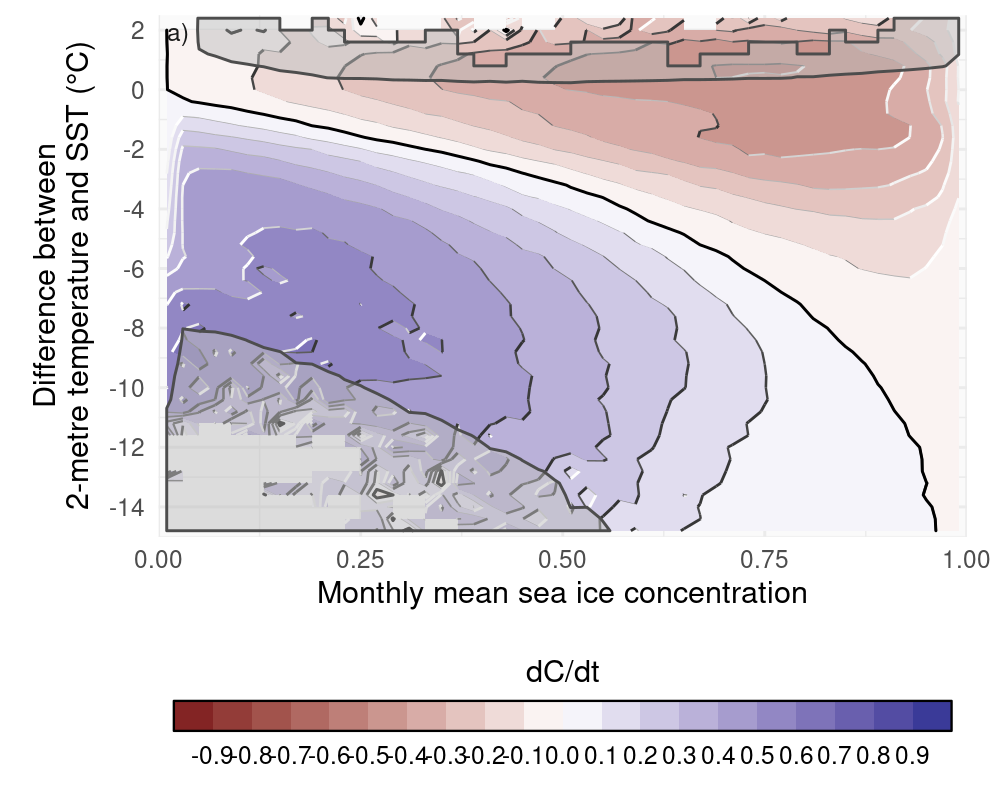 a)
Difference between
2-metre temperature and SST (°C)
2
0
-2
-4
-6
-8
-10
-12
-14
0.00 0.25 0.50 0.75 1.00
Monthly mean sea ice concentration
dC/dt
-0.9-0.8-0.7-0.6-0.5-0.4-0.3-0.2-0.10.0 0.1 0.2 0.3 0.4 0.5 0.6 0.7 0.8 0.9